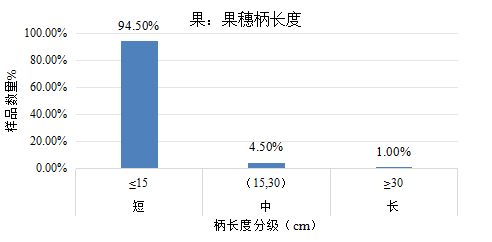 果：果穗柄长度
样品数量%
100.00%
80.00%
60.00%
40.00%
20.00%
0.00%
94.50%
4.50%
1.00%
≤15
（15,30）
≥30
短
中
长
柄长度分级（cm）